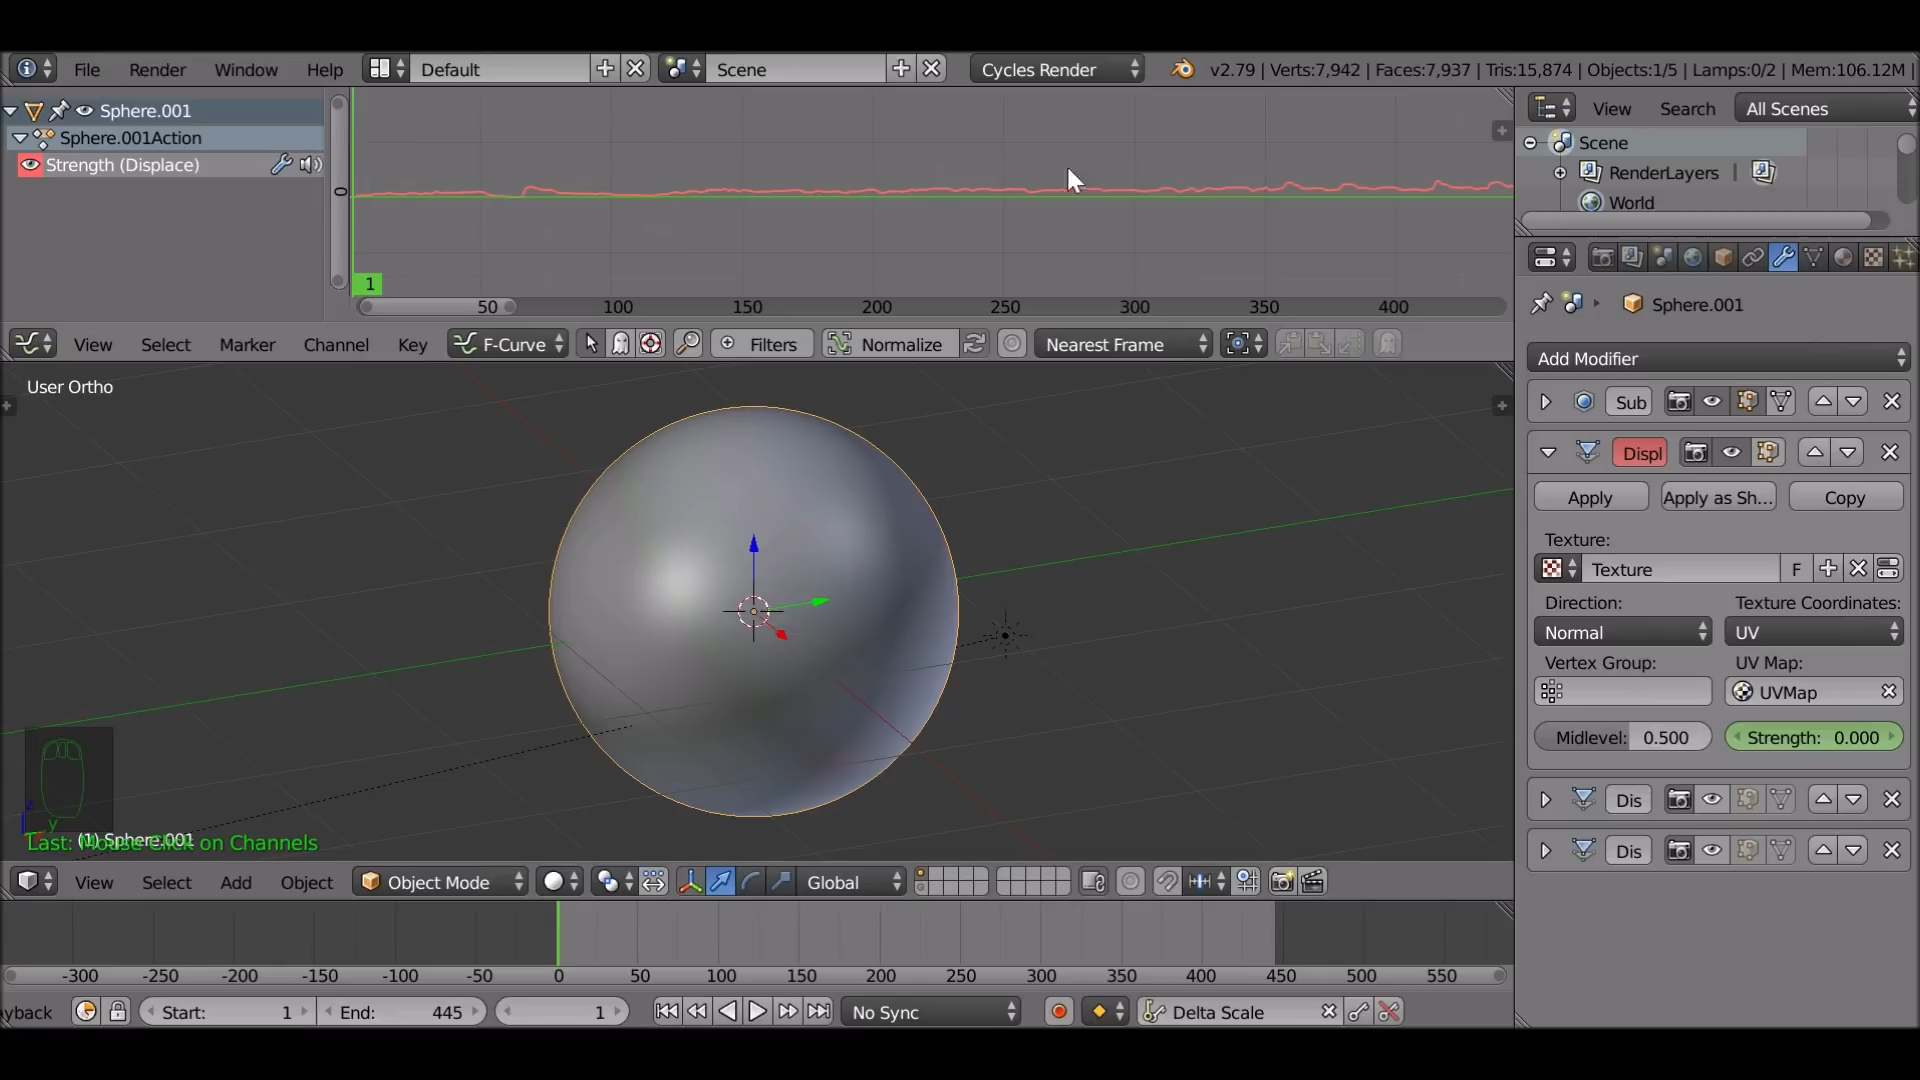 File Render Window Help Default Scene Cycles Render v2.79 | Verts:7,942 | Faces:7,937 | Tris:15,874 | Objects:1/5 | Lamps:0/2 | Mem:106.12M |
Sphere.001
Sphere.001Action
Strength (Displace)
0
1
50 100 150 200 250 300 350 400
View Select Marker Channel Key F-Curve Filters Normalize Nearest Frame
View Search All Scenes
Scene
RenderLayers |
World
Sphere.001
Add Modifier
Sub
Displ
Apply Apply as Sh... Copy
Texture:
Texture F
Direction: Texture Coordinates:
Normal UV
Vertex Group: UV Map:
UVMap
Midlevel: 0.500 Strength: 0.000
Dis
Dis
User Ortho
z
y
(1) Sphere.001
Last: Mouse Click on Channels
View Select Add Object Object Mode Global
-300 -250 -200 -150 -100 -50 0 50 100 150 200 250 300 350 400 450 500 550
yback Start: 1 End: 445 1 No Sync Delta Scale